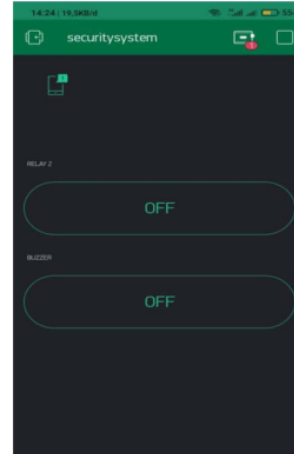 14:24 | 19,5KB/d
securitysystem
RELAY 2
OFF
BUZZER
OFF